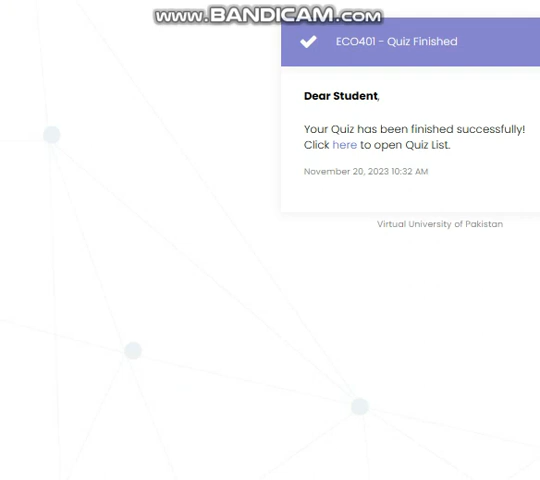 www.BANDICAM.com
ECO401 - Quiz Finished
Dear Student,
Your Quiz has been finished successfully!
Click here to open Quiz List.
November 20, 2023 10:32 AM
Virtual University of Pakistan